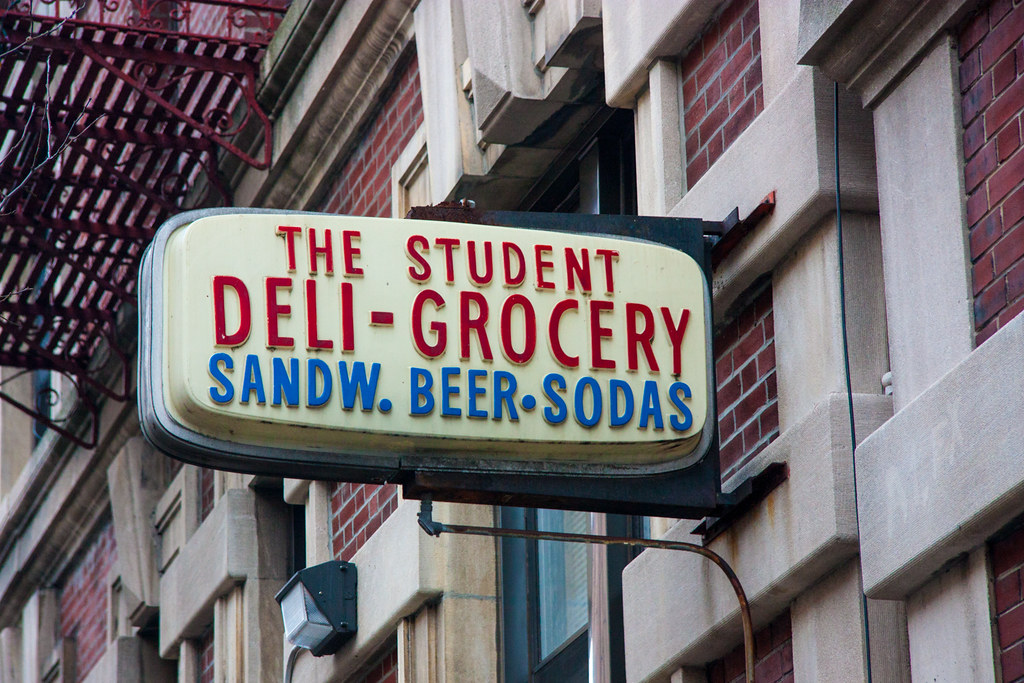 THE STUDENT
DELI-GROCERY
SANDW. BEER•SODAS